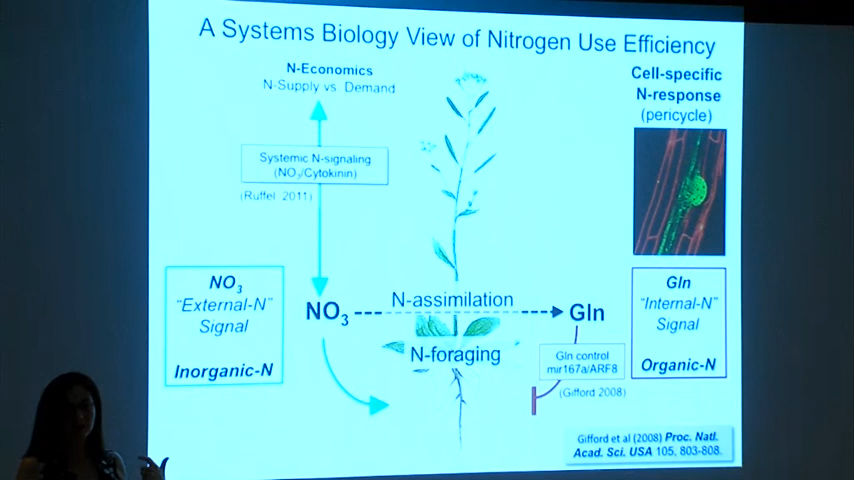 A Systems Biology View of Nitrogen Use Efficiency
N-Economics
N-Supply vs. Demand
Systemic N-signaling
(NO3/Cytokinin)
(Ruffel 2011)
Cell-specific
N-response
(pericycle)
NO3
"External-N"
Signal
Inorganic-N
NO3
N-assimilation
Gln
N-foraging
Gln control
mir167a/ARF8
(Gifford 2008)
Gln
"Internal-N"
Signal
Organic-N
Gifford et al (2008) Proc. Natl.
Acad. Sci. USA 105, 803-808.